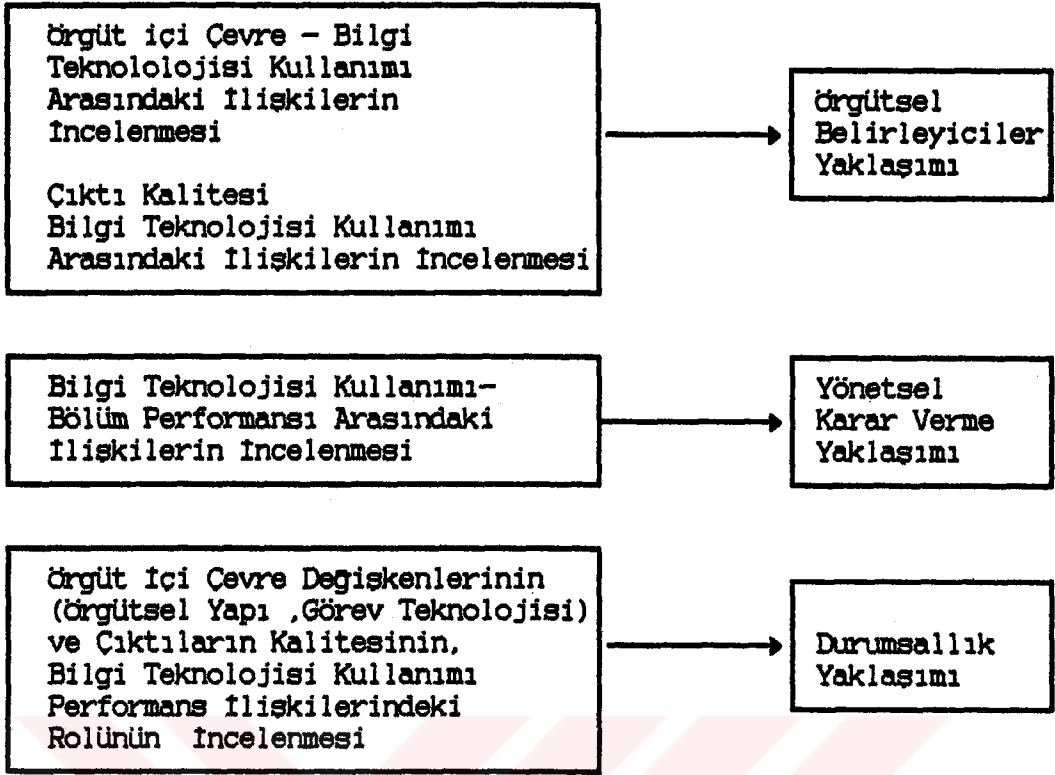 örgüt içi Çevre - Bilgi
Teknololojisi Kullanımı
Arasındaki İlişkilerin
İncelenmesi
Çıktı Kalitesi
Bilgi Teknolojisi Kullanımı
Arasındaki İlişkilerin İncelenmesi
örgütsel
Belirleyiciler
Yaklaşımı
Bilgi Teknolojisi Kullanımı-
Bölüm Performansı Arasındaki
İlişkilerin İncelenmesi
Yönetsel
Karar Verme
Yaklaşımı
örgüt İçi Çevre Değişkenlerinin
(örgütsel Yapı ,Görev Teknolojisi)
ve Çıktıların Kalitesinin,
Bilgi Teknolojisi Kullanımı
Performans İlişkilerindeki
Rolünün İncelenmesi
Durumsallık
Yaklaşımı